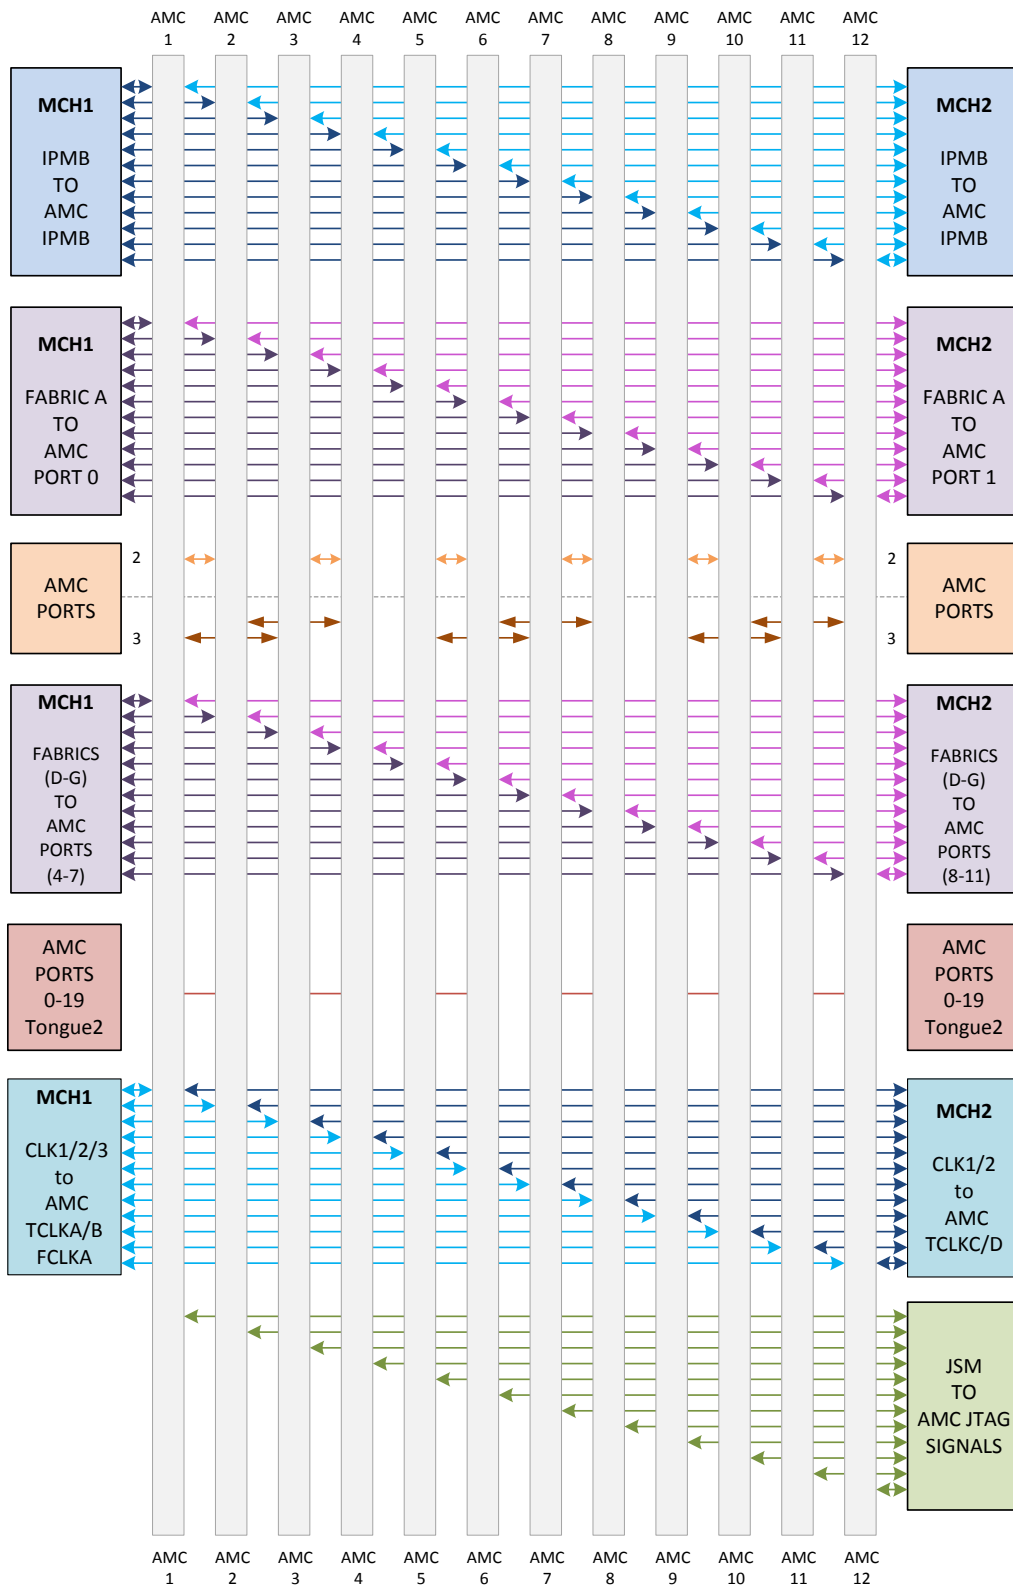 AMC AMC AMC AMC AMC AMC AMC AMC AMC AMC AMC AMC
1 2 3 4 5 6 7 8 9 10 11 12
MCH1
IPMB
TO
AMC
IPMB
MCH2
IPMB
TO
AMC
IPMB
MCH1
FABRIC A
TO
AMC
PORT 0
MCH2
FABRIC A
TO
AMC
PORT 1
AMC
PORTS
2
3
2
3
AMC
PORTS
MCH1
FABRICS
(D-G)
TO
AMC
PORTS
(4-7)
MCH2
FABRICS
(D-G)
TO
AMC
PORTS
(8-11)
AMC
PORTS
0-19
Tongue2
AMC
PORTS
0-19
Tongue2
MCH1
CLK1/2/3
to
AMC
TCLKA/B
FCLKA
MCH2
CLK1/2
to
AMC
TCLKC/D
JSM
TO
AMC JTAG
SIGNALS
AMC AMC AMC AMC AMC AMC AMC AMC AMC AMC AMC AMC
1 2 3 4 5 6 7 8 9 10 11 12